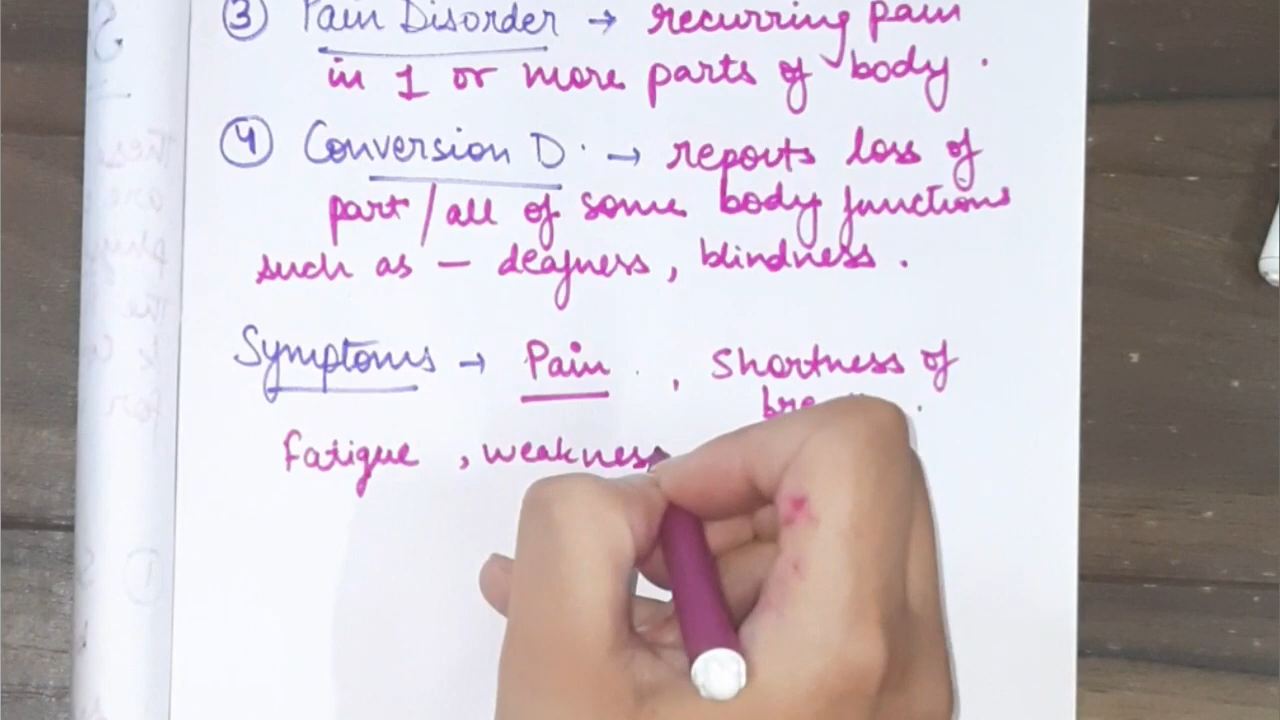 ③ Pain Disorder → recurring pain
in 1 or more parts of body.
④ Conversion D. → reports loss of
part/all of some body functions
such as — deafness, blindness.
Symptoms → Pain. , Shortness of
fatigue, weakness